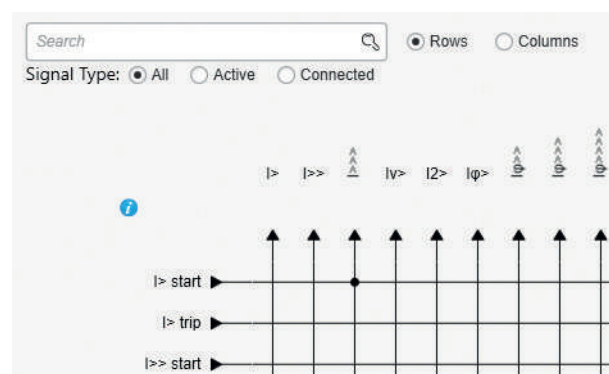 Search
Rows
Columns
Signal Type:
All
Active
Connected
I> I>> I>>> Iv> I2> Iφ>
i
I> start
I> trip
I>> start